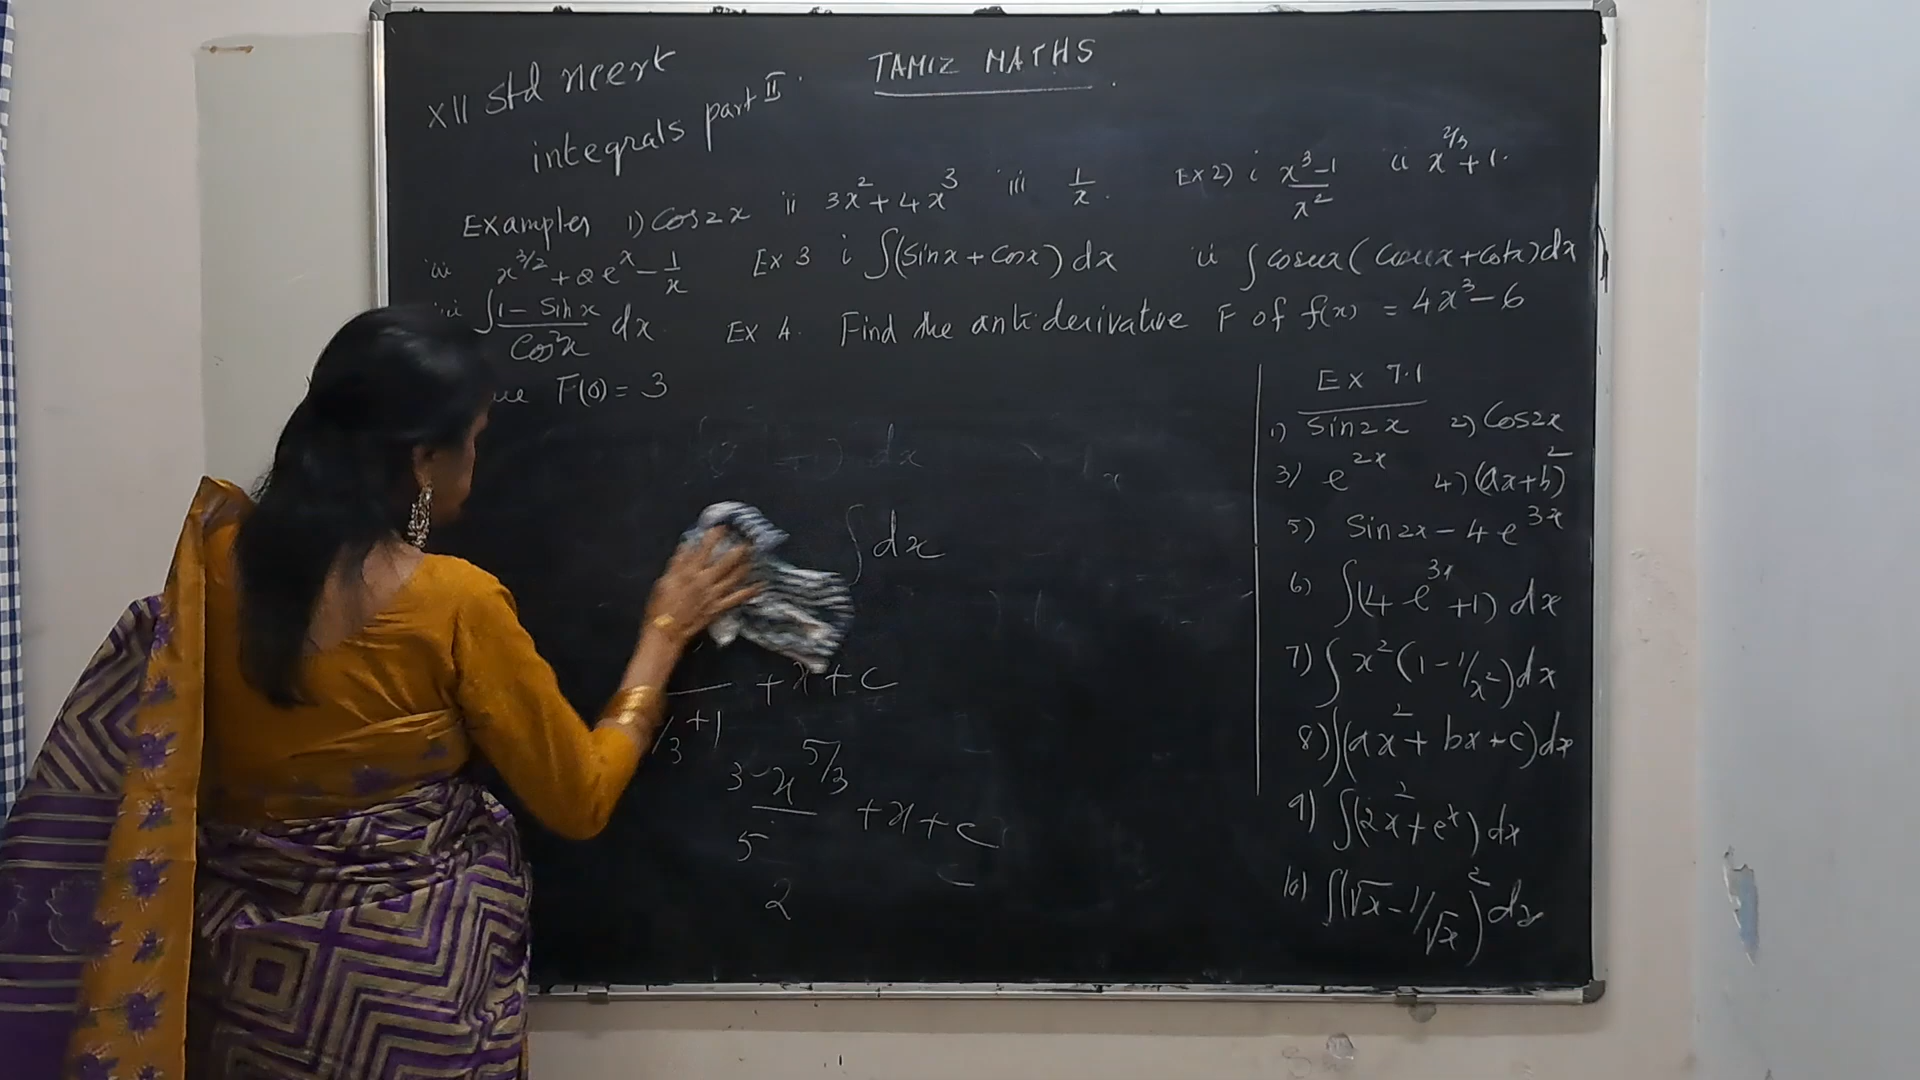 XII Std ncert
TAMIZ MATHS
integrals part II
Examples 1) Cos2x ii 3x² + 4x³ iii 1/x. Ex 2) i (x³-1)/x² ii x^(2/3) + 1.
iii x^(3/2) + 2e^x - 1/x Ex 3 i ∫(sinx + cosx) dx ii ∫cosecx (cosecx + cotx) dx
iii ∫(1 - Sin x)/(Cos²x) dx. Ex 4. Find the anti derivative F of f(x) = 4x³ - 6
F(0) = 3
∫dx
+ x + c
/3 +1
3 x^(5/3)/5 + x + c
2
Ex 7.1
1) Sin2x 2) Cos2x
3) e^(2x) 4) (ax+b)²
5) Sin2x - 4e^(3x)
6) ∫(4e^(3x) + 1) dx
7) ∫x²(1 - 1/x²) dx
8) ∫(ax² + bx + c) dx
9) ∫(2x² + e^x) dx
10) ∫(√x - 1/√x)² dx